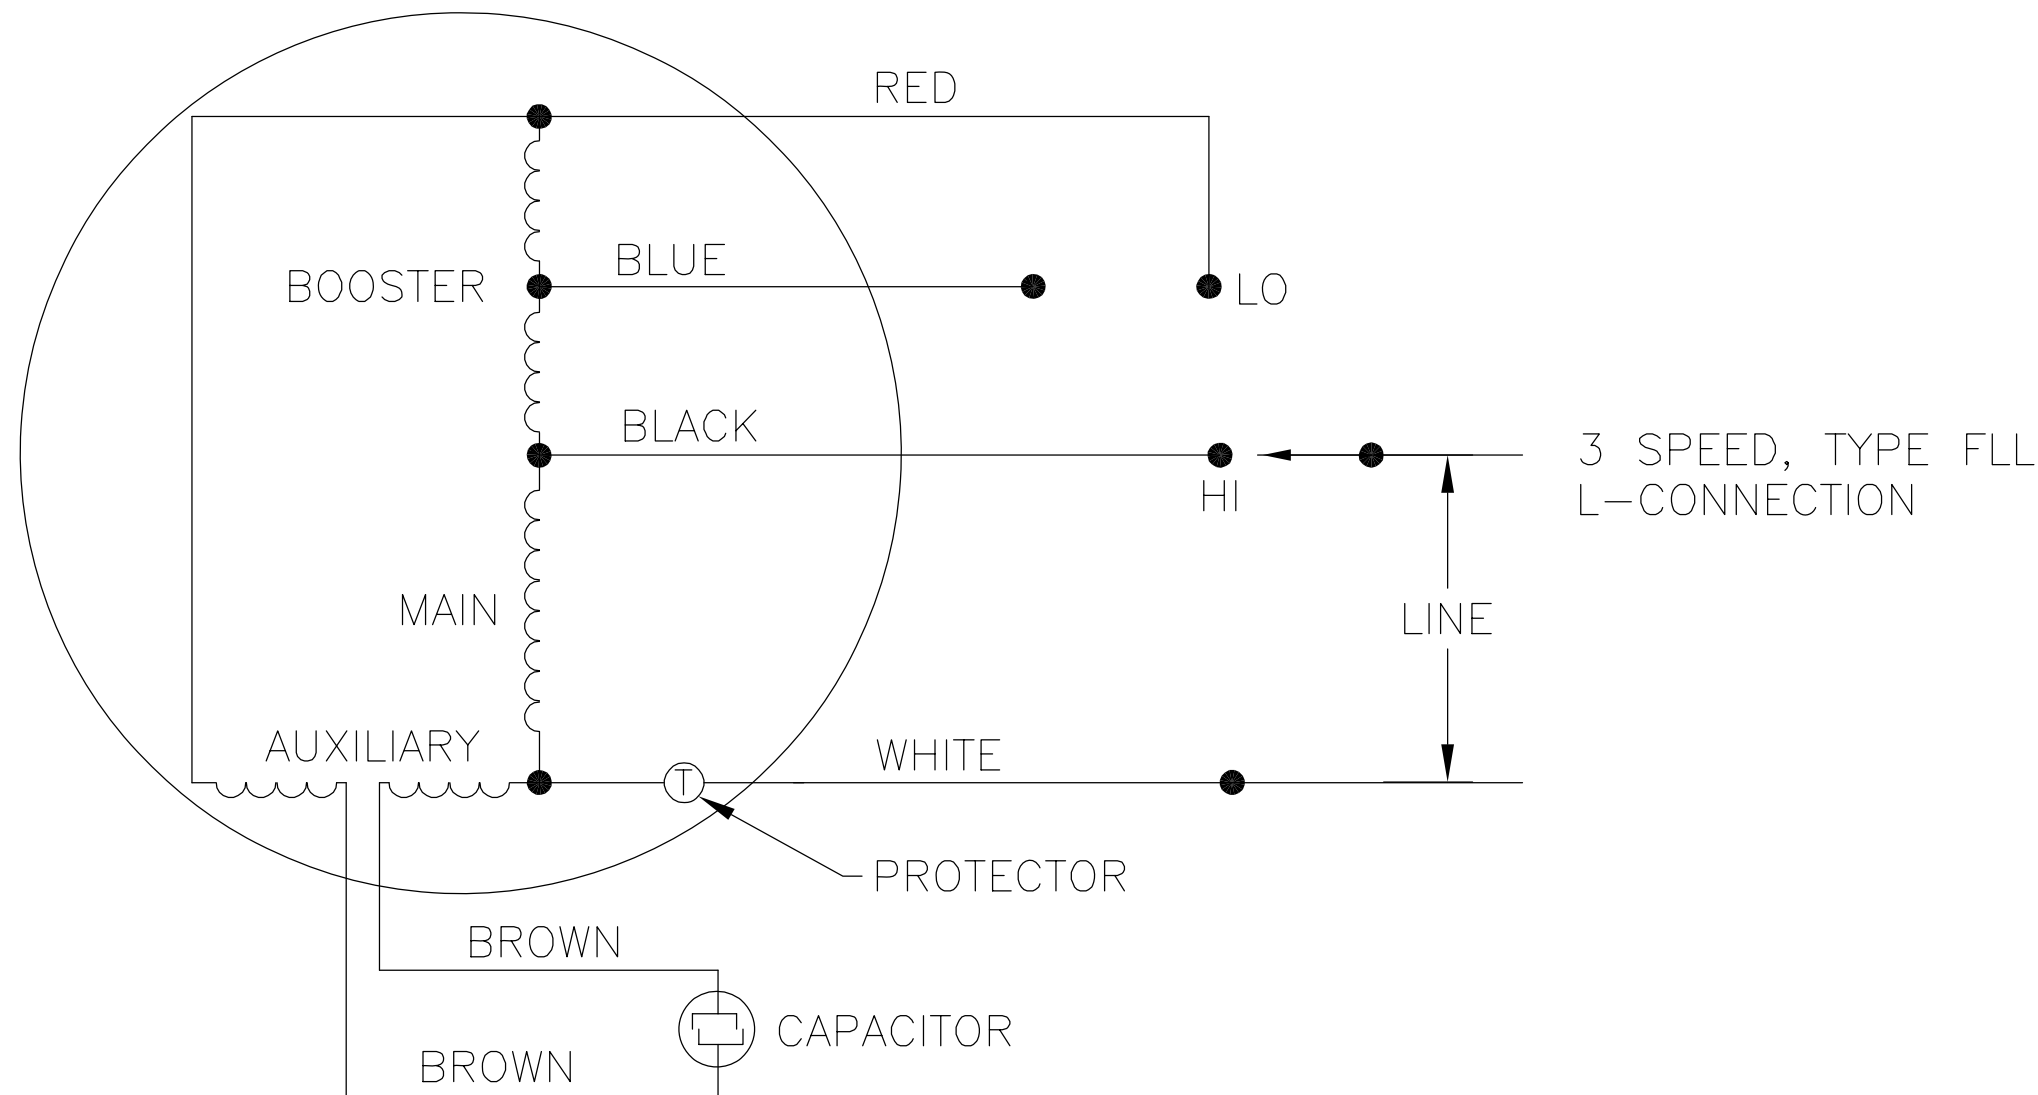 RED
BLUE
BOOSTER
LO
BLACK
3 SPEED, TYPE FLL
HI
L-CONNECTION
MAIN
LINE
AUXILIARY
WHITE
T
PROTECTOR
BROWN
CAPACITOR
BROWN